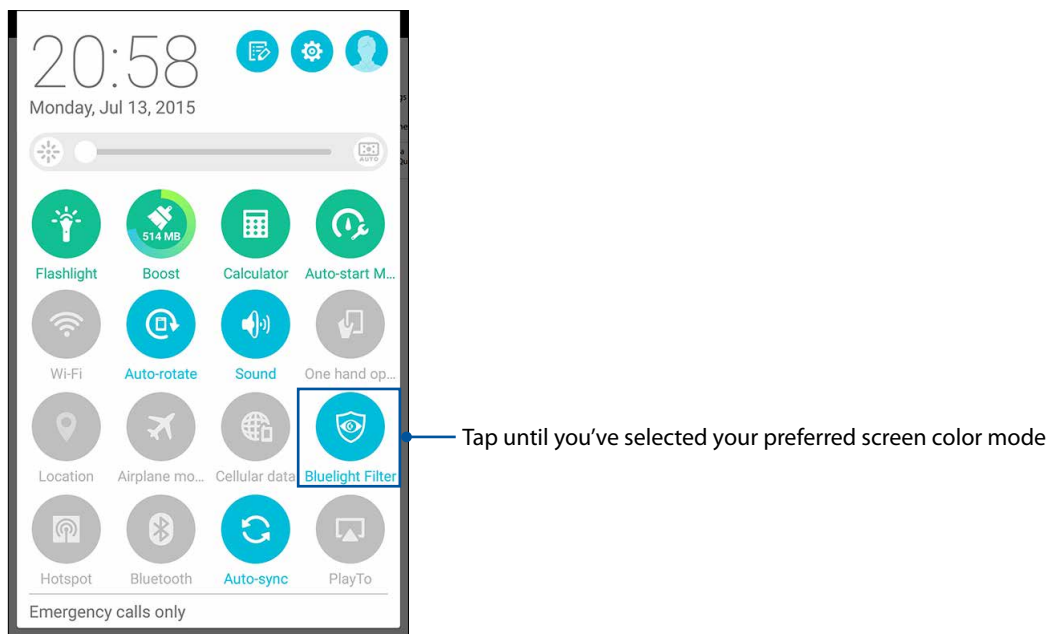 20:58
Monday, Jul 13, 2015
AUTO
514 MB
Flashlight Boost Calculator Auto-start M...
Wi-Fi Auto-rotate Sound One hand op...
Tap until you’ve selected your preferred screen color mode
Location Airplane mo... Cellular data Bluelight Filter
Hotspot Bluetooth Auto-sync PlayTo
Emergency calls only